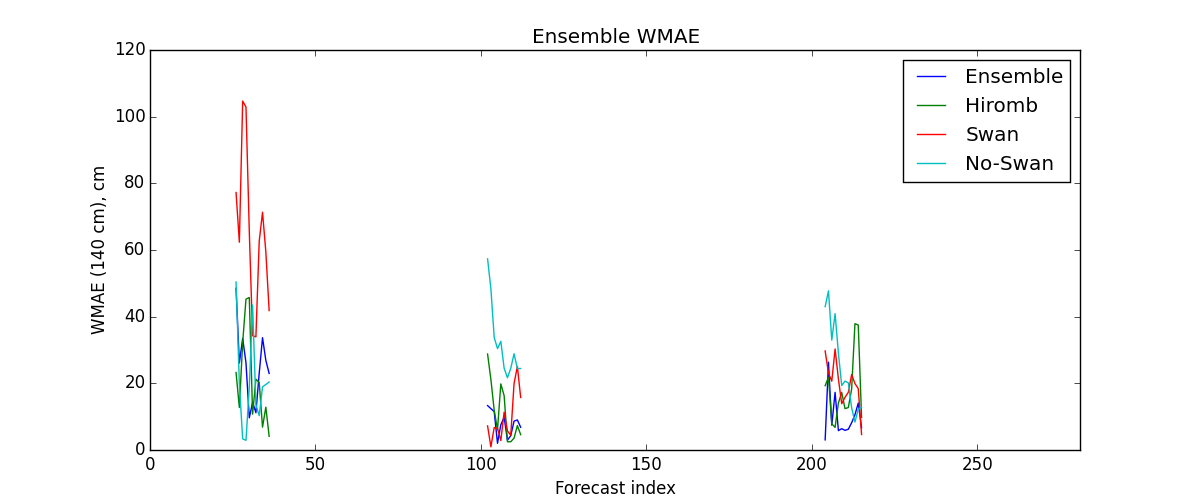 Ensemble WMAE
120
100
80
60
40
20
0
WMAE (140 cm), cm
Ensemble
Hiromb
Swan
No-Swan
0 50 100 150 200 250
Forecast index